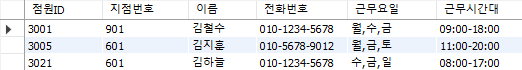 점원ID 지점번호 이름 전화번호 근무요일 근무시간대
3001 901 김철수 010-1234-5678 월,수,금 09:00-18:00
3005 601 김지훈 010-5678-9012 월,금,토 11:00-20:00
3021 601 김하늘 010-1234-5678 수,금,일 08:00-17:00